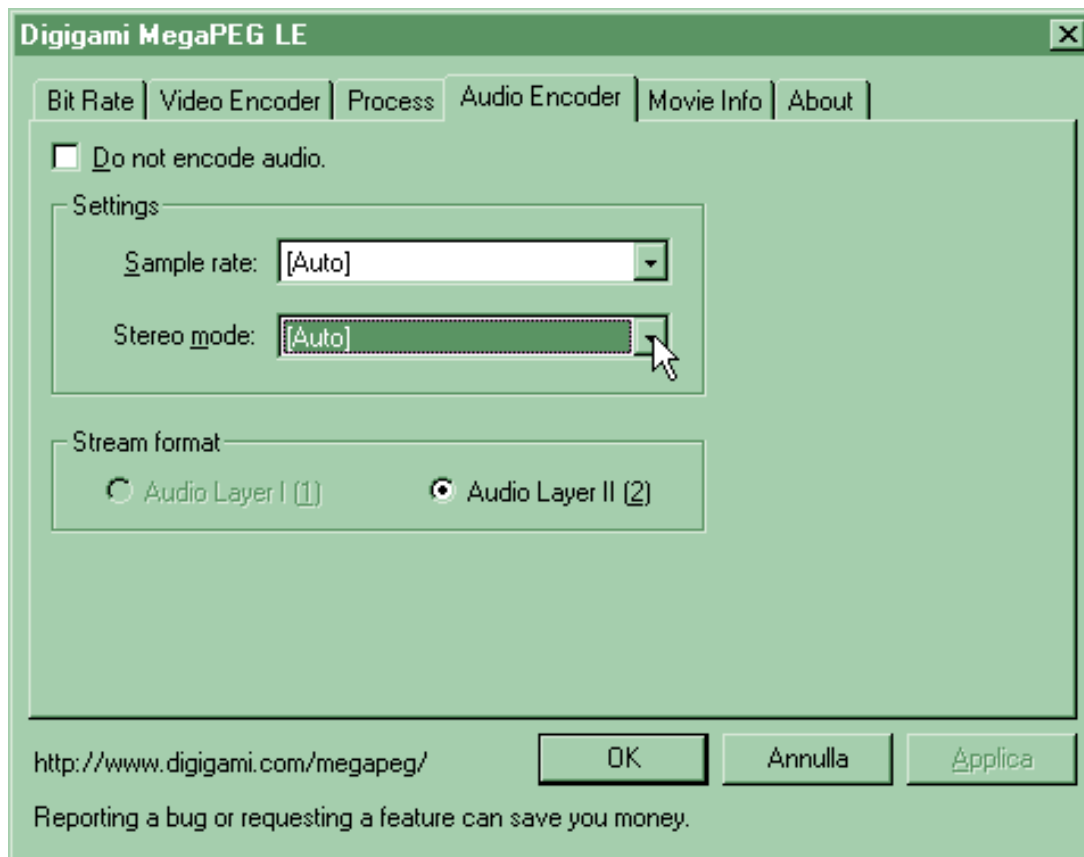 Digigami MegaPEG LE
Bit Rate Video Encoder Process Audio Encoder Movie Info About
Do not encode audio.
Settings
Sample rate: [Auto]
Stereo mode: [Auto]
Stream format
Audio Layer I (1) Audio Layer II (2)
http://www.digigami.com/megapeg/ OK Annulla Applica
Reporting a bug or requesting a feature can save you money.